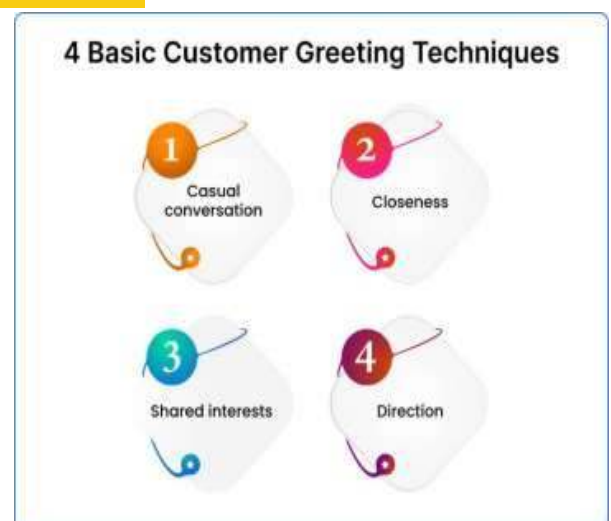 4 Basic Customer Greeting Techniques
1
Casual
conversation
2
Closeness
3
Shared interests
4
Direction